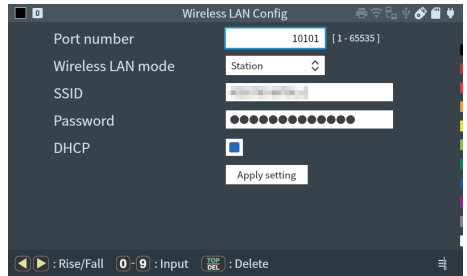 0 Wireless LAN Config
Port number 10101 [1-65535]
Wireless LAN mode Station
SSID
Password
DHCP
Apply setting
: Rise/Fall 0-9 : Input TOP DEL : Delete